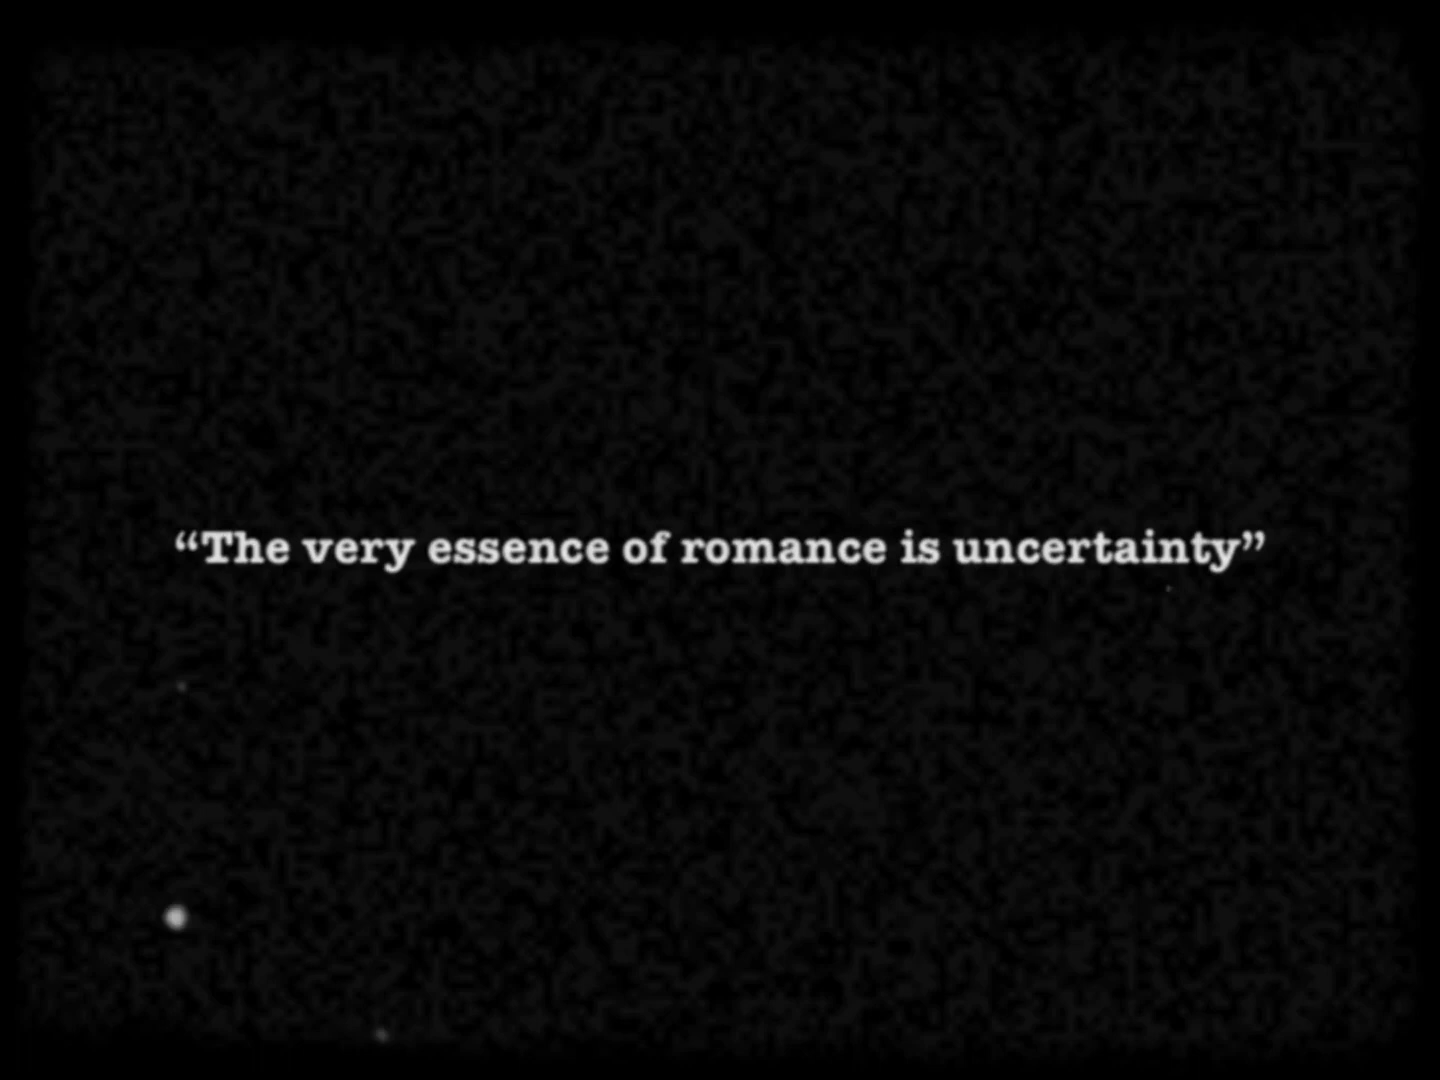 “The very essence of romance is uncertainty”